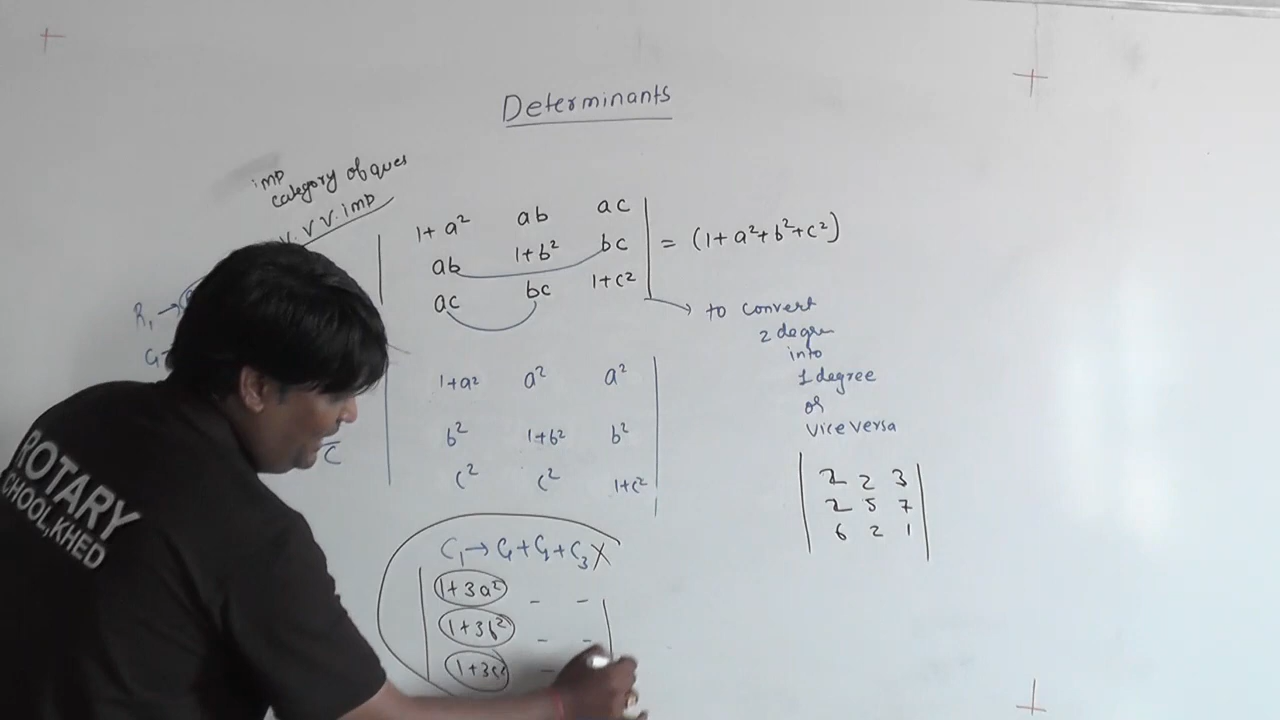 Determinants
imp
category of ques
V. V V. imp
1+a² ab ac
ab 1+b² bc = (1+a²+b²+c²)
ac bc 1+c²
→ to convert
2 degree
into
1 degree
or
vice versa
R₁ →
1+a² a² a²
b² 1+b² b²
c² c² 1+c²
C
2 2 3
2 5 7
6 2 1
C₁ → C₁ + C₂ + C₃ X
1+3a² - -
1+3b² - -
1+3c² -
ROTARY
CHOOL,KHED